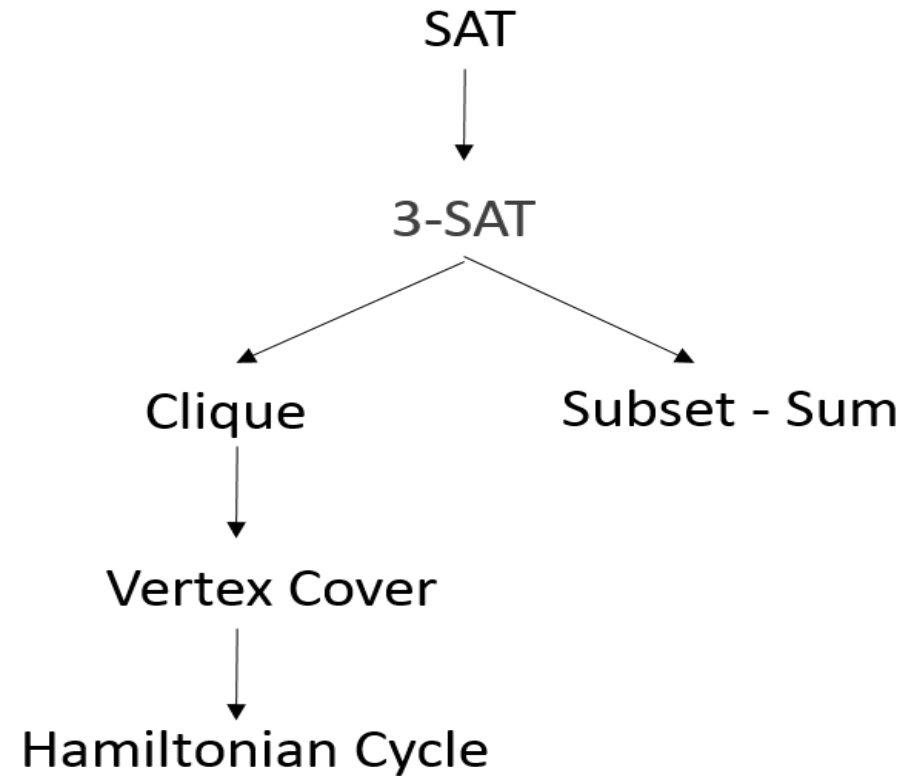 SAT
3-SAT
Clique
Subset - Sum
Vertex Cover
Hamiltonian Cycle